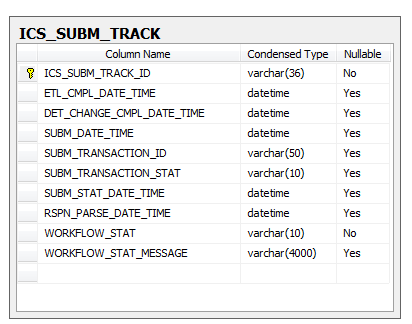 ICS_SUBM_TRACK
Column Name Condensed Type Nullable
ICS_SUBM_TRACK_ID varchar(36) No
ETL_CMPL_DATE_TIME datetime Yes
DET_CHANGE_CMPL_DATE_TIME datetime Yes
SUBM_DATE_TIME datetime Yes
SUBM_TRANSACTION_ID varchar(50) Yes
SUBM_TRANSACTION_STAT varchar(10) Yes
SUBM_STAT_DATE_TIME datetime Yes
RSPN_PARSE_DATE_TIME datetime Yes
WORKFLOW_STAT varchar(10) No
WORKFLOW_STAT_MESSAGE varchar(4000) Yes